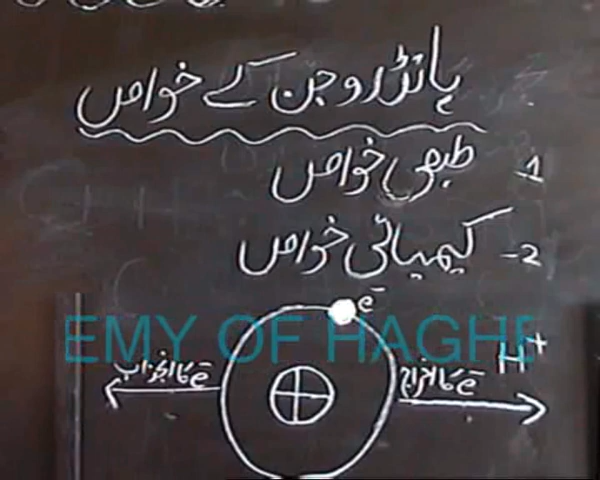 ہائڈروجن کے خواص
1- طبعی خواص
2- کیمیائی خواص
e⁻
EMY OF HAGHE
H⁺
e⁻ کا اخراج
e⁻ کا انجذاب